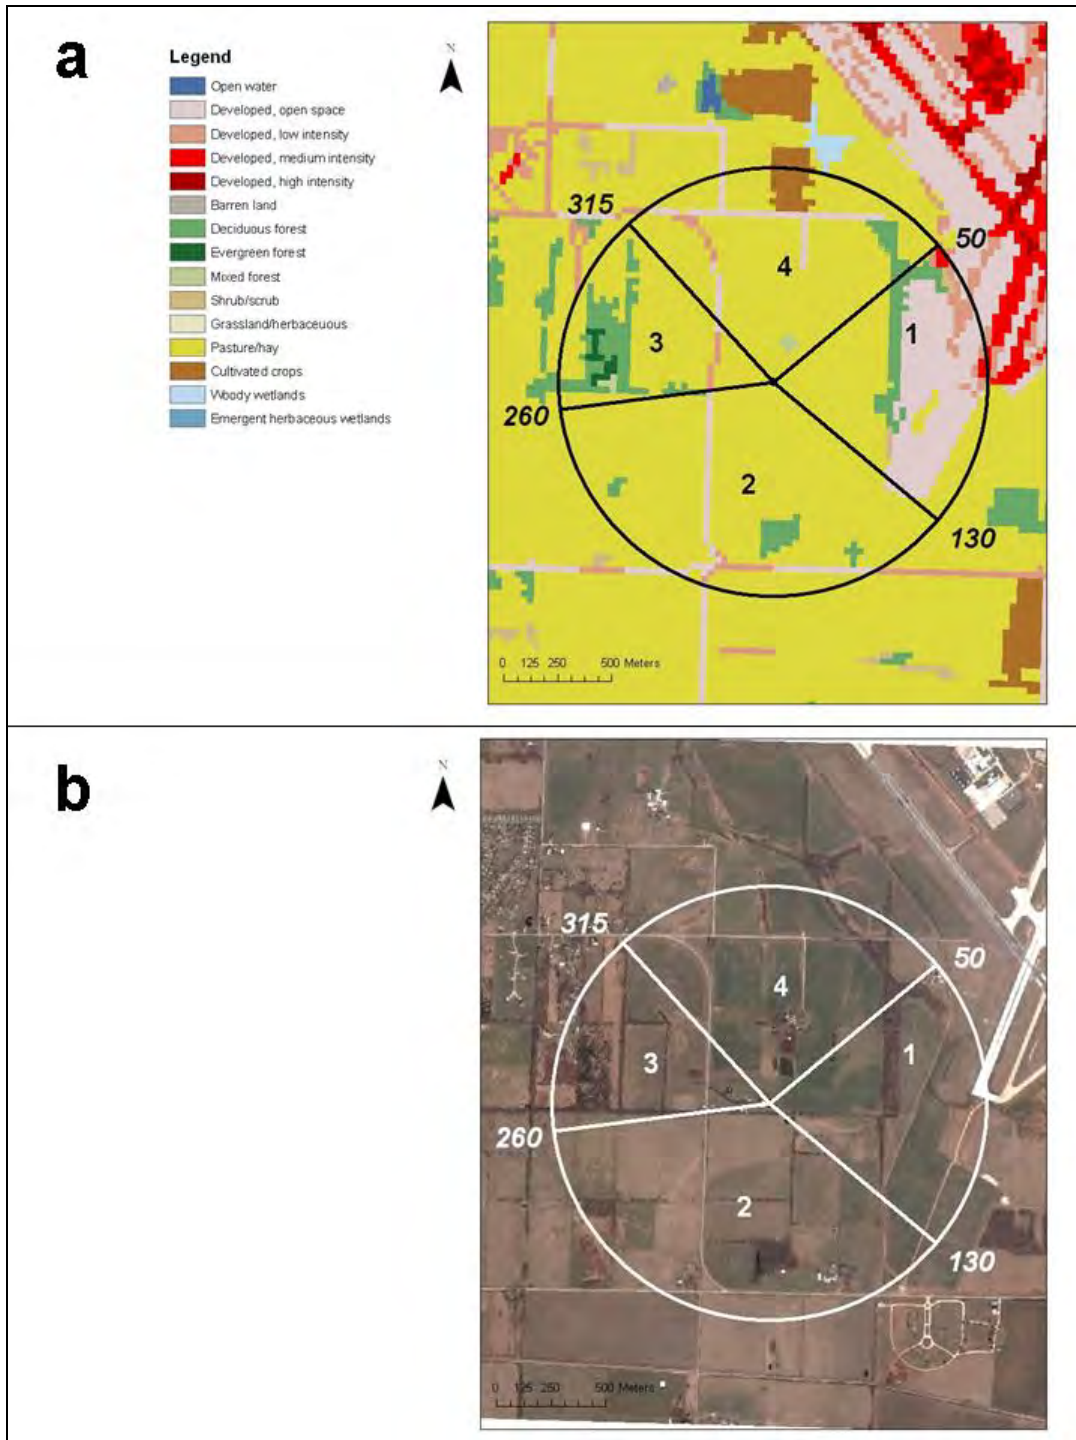 a
Legend
Open water
Developed, open space
Developed, low intensity
Developed, medium intensity
Developed, high intensity
Barren land
Deciduous forest
Evergreen forest
Mixed forest
Shrub/scrub
Grassland/herbaceuous
Pasture/hay
Cultivated crops
Woody wetlands
Emergent herbaceous wetlands
N
315
50
4
3
1
260
2
130
0 125 250 500 Meters
b
N
315
50
4
3
1
260
2
130
0 125 250 500 Meters